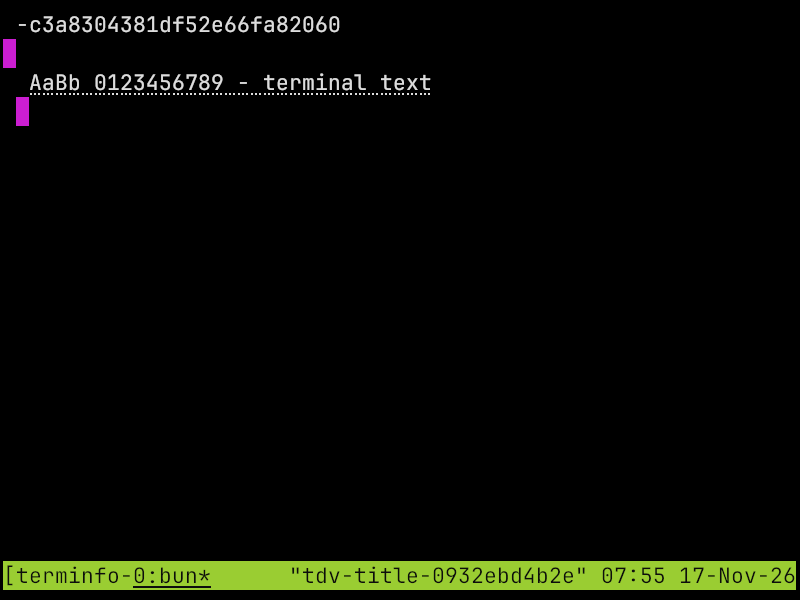 -c3a8304381df52e66fa82060
AaBb 0123456789 - terminal text
[terminfo-0:bun* "tdv-title-0932ebd4b2e" 07:55 17-Nov-26